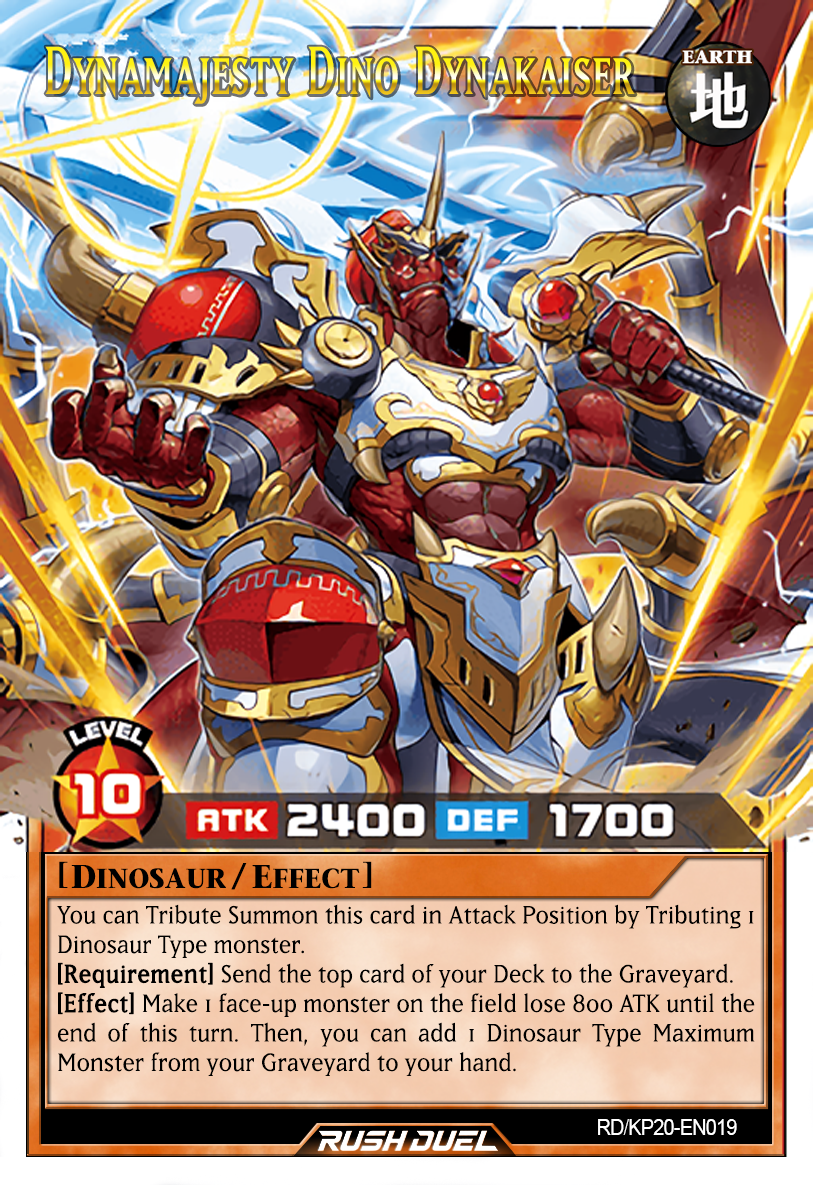 Dynamajesty Dino Dynakaiser
EARTH
地
LEVEL
10
ATK 2400 DEF 1700
[Dinosaur / Effect]
You can Tribute Summon this card in Attack Position by Tributing 1
Dinosaur Type monster.
[Requirement] Send the top card of your Deck to the Graveyard.
[Effect] Make 1 face-up monster on the field lose 800 ATK until the
end of this turn. Then, you can add 1 Dinosaur Type Maximum
Monster from your Graveyard to your hand.
RD/KP20-EN019
RUSH DUEL